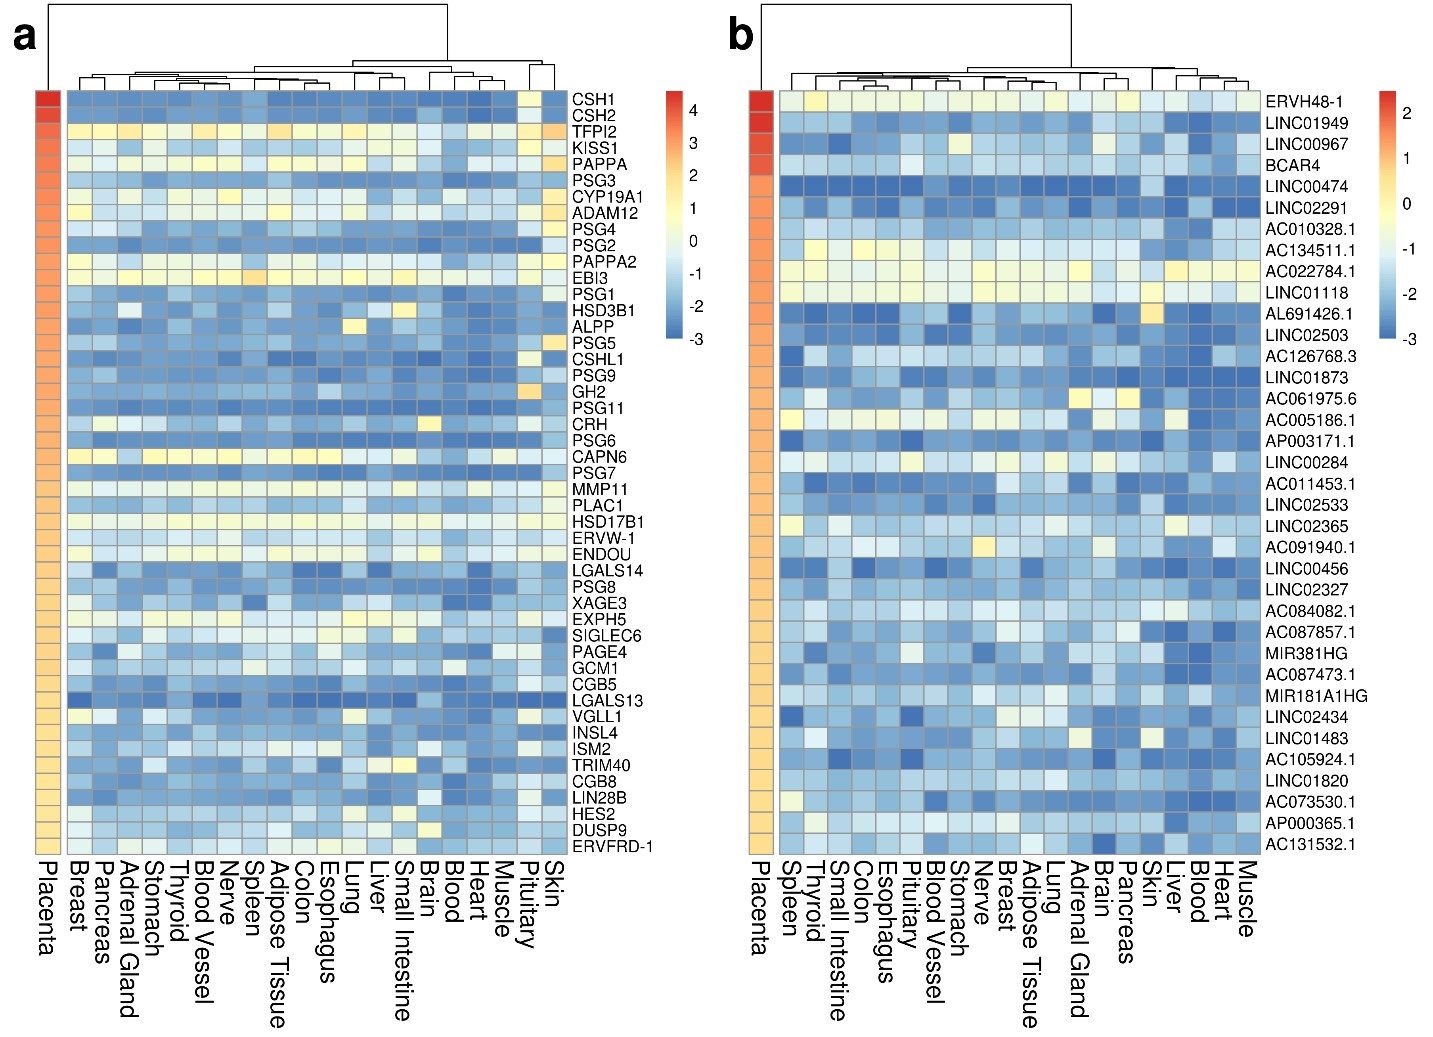 a
b
CSH1
CSH2
TFPI2
KISS1
PAPPA
PSG3
CYP19A1
ADAM12
PSG4
PSG2
PAPPA2
EBI3
PSG1
HSD3B1
ALPP
PSG5
CSHL1
PSG9
GH2
PSG11
CRH
PSG6
CAPN6
PSG7
MMP11
PLAC1
HSD17B1
ERVW-1
ENDOU
LGALS14
PSG8
XAGE3
EXPH5
SIGLEC6
PAGE4
GCM1
CGB5
LGALS13
VGLL1
INSL4
ISM2
TRIM40
CGB8
LIN28B
HES2
DUSP9
ERVFRD-1
4
3
2
1
0
-1
-2
-3
Placenta
Breast
Pancreas
Adrenal Gland
Stomach
Thyroid
Blood Vessel
Nerve
Spleen
Adipose Tissue
Colon
Esophagus
Lung
Liver
Small Intestine
Brain
Blood
Heart
Muscle
Pituitary
Skin
ERVH48-1
LINC01949
LINC00967
BCAR4
LINC00474
LINC02291
AC010328.1
AC134511.1
AC022784.1
LINC01118
AL691426.1
LINC02503
AC126768.3
LINC01873
AC061975.6
AC005186.1
AP003171.1
LINC00284
AC011453.1
LINC02533
LINC02365
AC091940.1
LINC00456
LINC02327
AC084082.1
AC087857.1
MIR381HG
AC087473.1
MIR181A1HG
LINC02434
LINC01483
AC105924.1
LINC01820
AC073530.1
AP000365.1
AC131532.1
2
1
0
-1
-2
-3
Placenta
Spleen
Thyroid
Small Intestine
Colon
Esophagus
Pituitary
Blood Vessel
Stomach
Nerve
Breast
Adipose Tissue
Lung
Adrenal Gland
Brain
Pancreas
Skin
Liver
Blood
Heart
Muscle